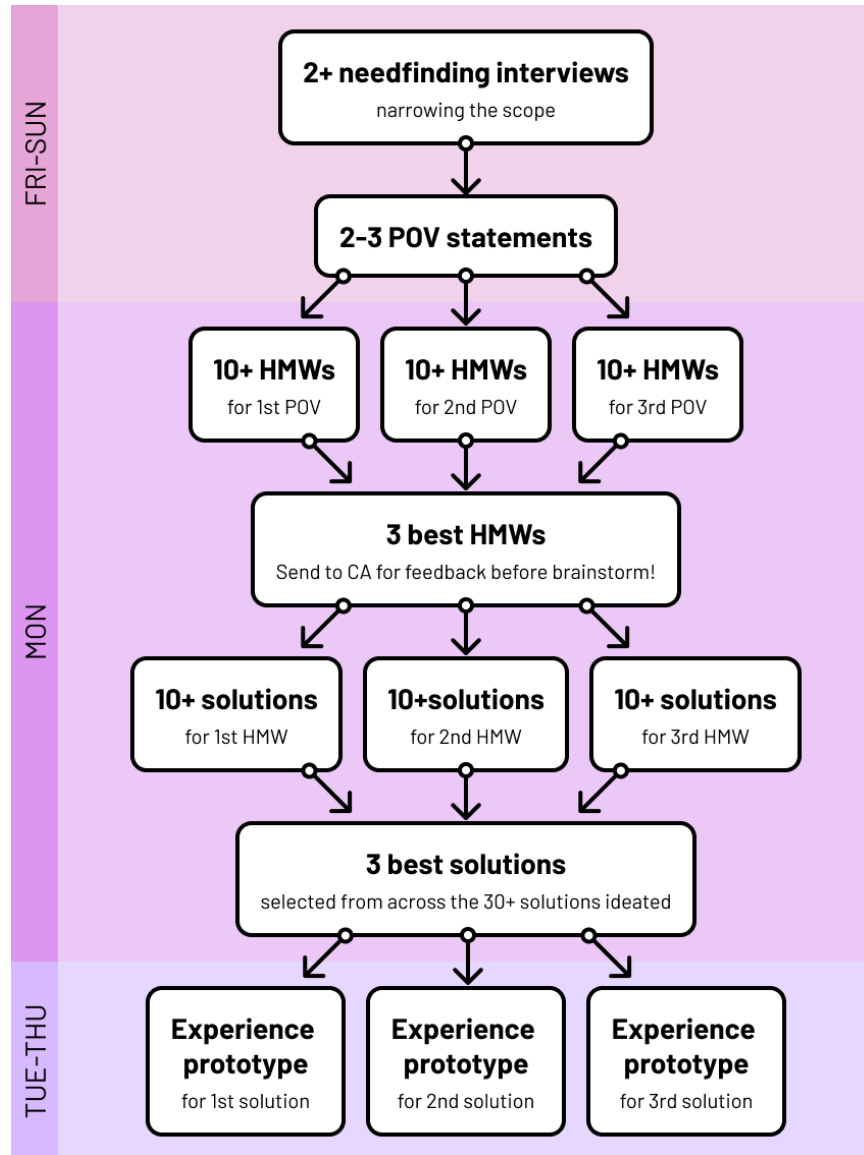 FRI-SUN
2+ needfinding interviews
narrowing the scope
2-3 POV statements
MON
10+ HMWs
for 1st POV
10+ HMWs
for 2nd POV
10+ HMWs
for 3rd POV
3 best HMWs
Send to CA for feedback before brainstorm!
10+ solutions
for 1st HMW
10+solutions
for 2nd HMW
10+ solutions
for 3rd HMW
3 best solutions
selected from across the 30+ solutions ideated
TUE-THU
Experience
prototype
for 1st solution
Experience
prototype
for 2nd solution
Experience
prototype
for 3rd solution